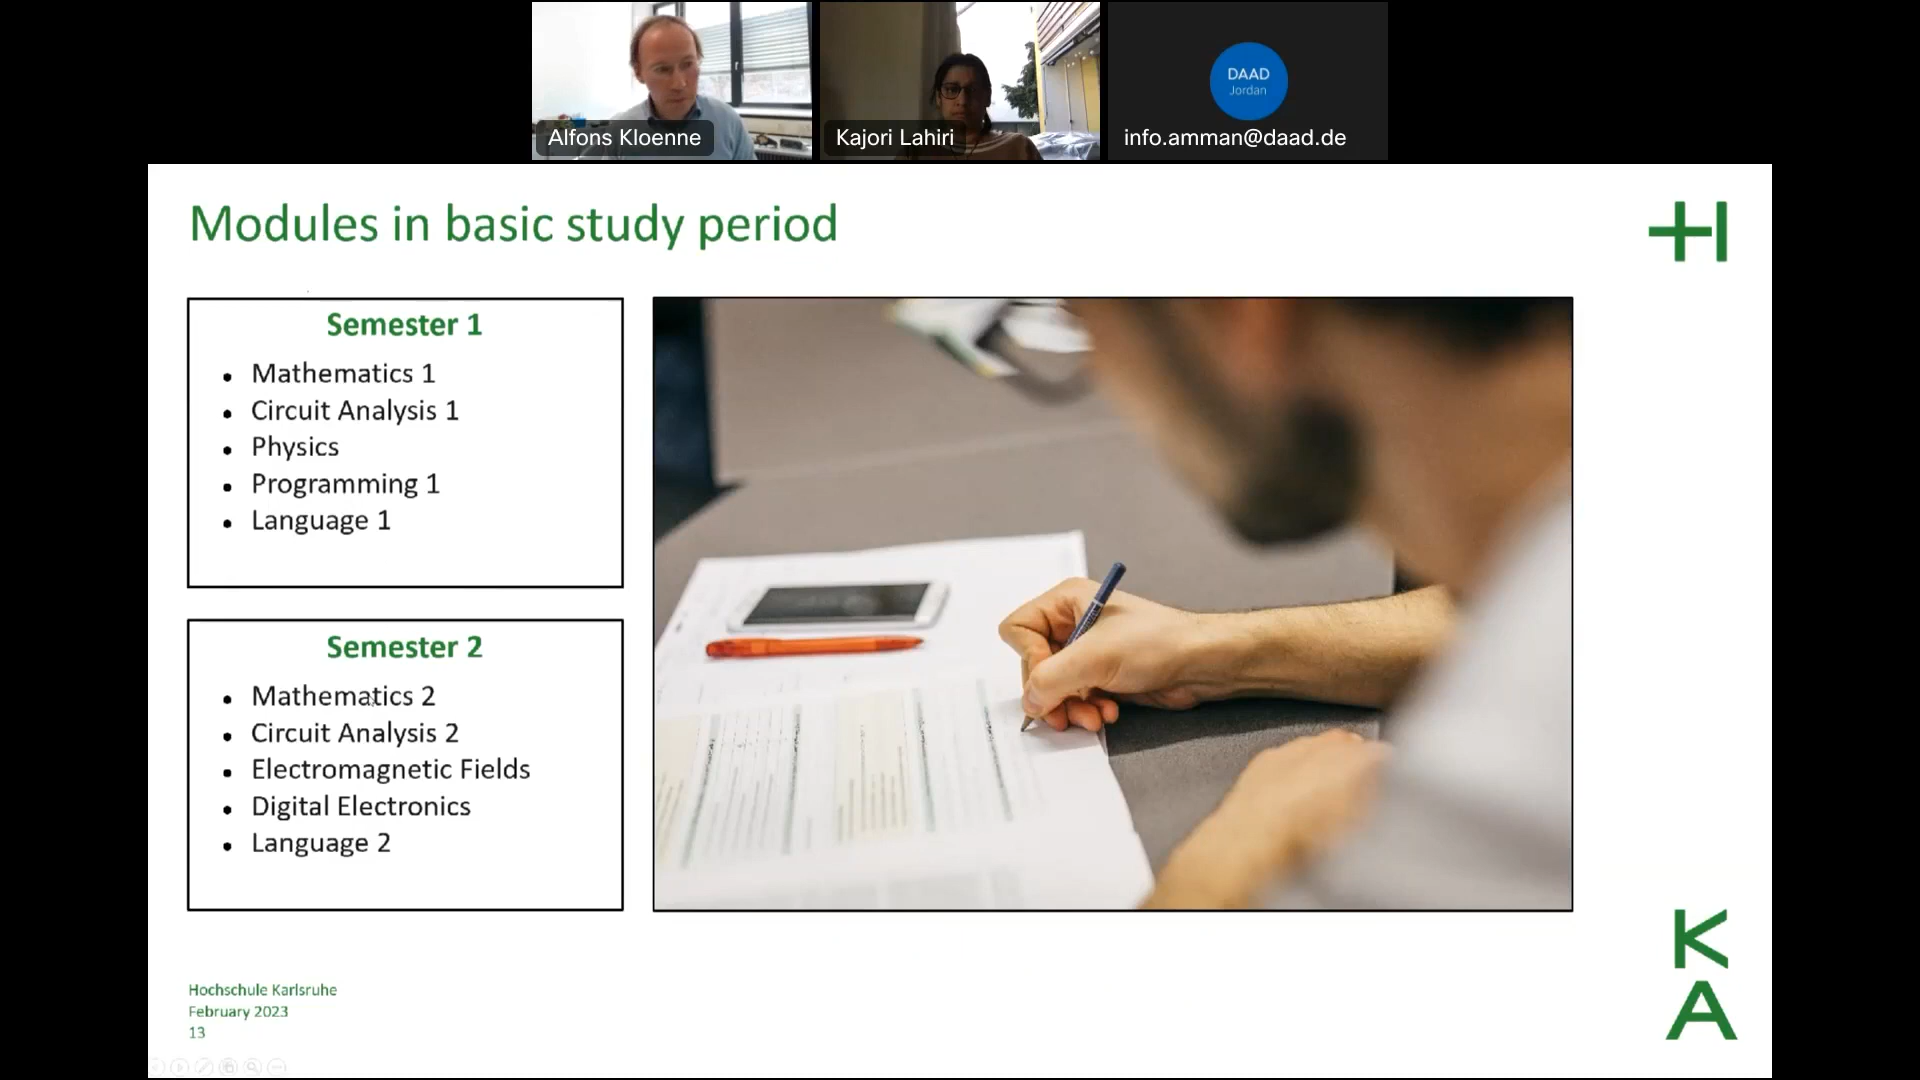 Alfons Kloenne
Kajori Lahiri
DAAD
Jordan
info.amman@daad.de
Modules in basic study period
H
Semester 1
Mathematics 1
Circuit Analysis 1
Physics
Programming 1
Language 1
Semester 2
Mathematics 2
Circuit Analysis 2
Electromagnetic Fields
Digital Electronics
Language 2
K
A
Hochschule Karlsruhe
February 2023
13